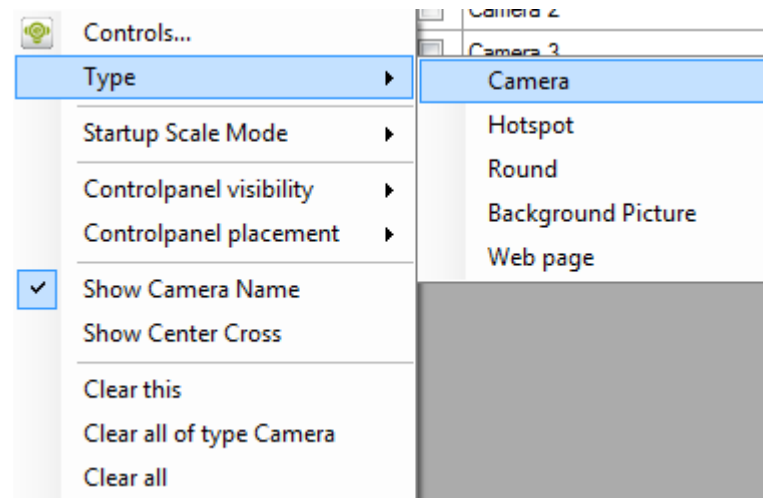 Controls...
Type
Startup Scale Mode
Controlpanel visibility
Controlpanel placement
Show Camera Name
Show Center Cross
Clear this
Clear all of type Camera
Clear all
Camera 2
Camera 3
Camera
Hotspot
Round
Background Picture
Web page